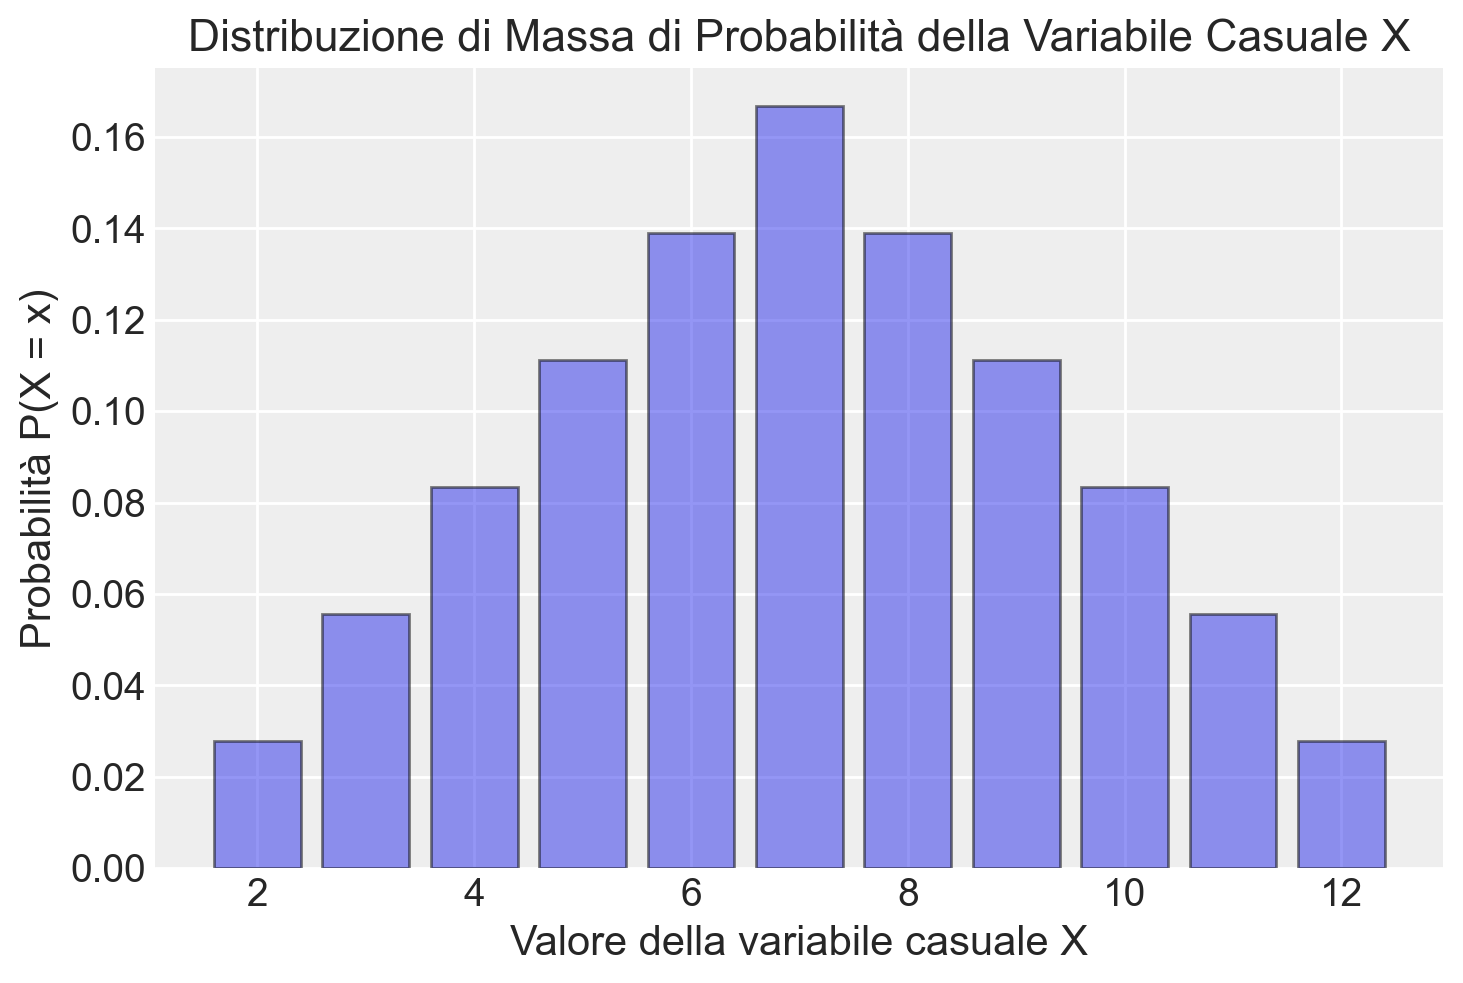 Distribuzione di Massa di Probabilità della Variabile Casuale X
Probabilità P(X = x)
0.16
0.14
0.12
0.10
0.08
0.06
0.04
0.02
0.00
2 4 6 8 10 12
Valore della variabile casuale X